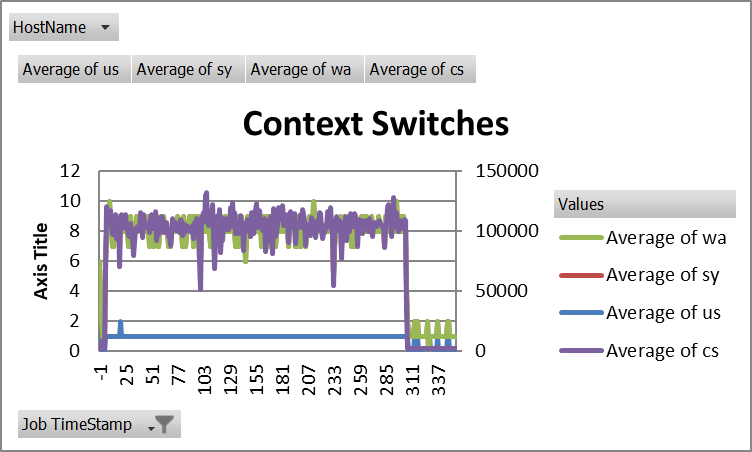 HostName
Average of us Average of sy Average of wa Average of cs
Context Switches
12 150000
10
8 100000
6
4 50000
2
0 0
Axis Title
-1 25 51 77 103 129 155 181 207 233 259 285 311 337
Values
Average of wa
Average of sy
Average of us
Average of cs
Job TimeStamp